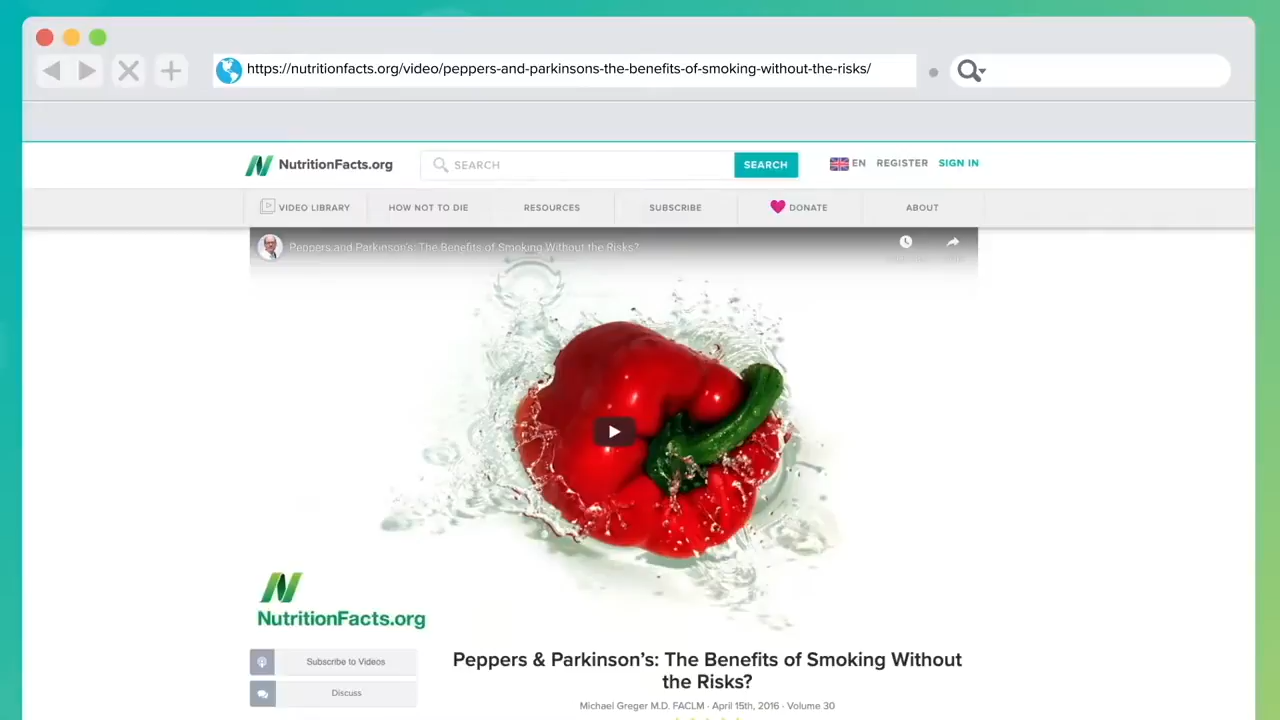 https://nutritionfacts.org/video/peppers-and-parkinsons-the-benefits-of-smoking-without-the-risks/
NutritionFacts.org
SEARCH
SEARCH
EN
REGISTER
SIGN IN
VIDEO LIBRARY
HOW NOT TO DIE
RESOURCES
SUBSCRIBE
DONATE
ABOUT
Peppers and Parkinson's: The Benefits of Smoking Without the Risks?
NutritionFacts.org
Subscribe to Videos
Discuss
Peppers & Parkinson's: The Benefits of Smoking Without
the Risks?
Michael Greger M.D. FACLM · April 15th, 2016 · Volume 30